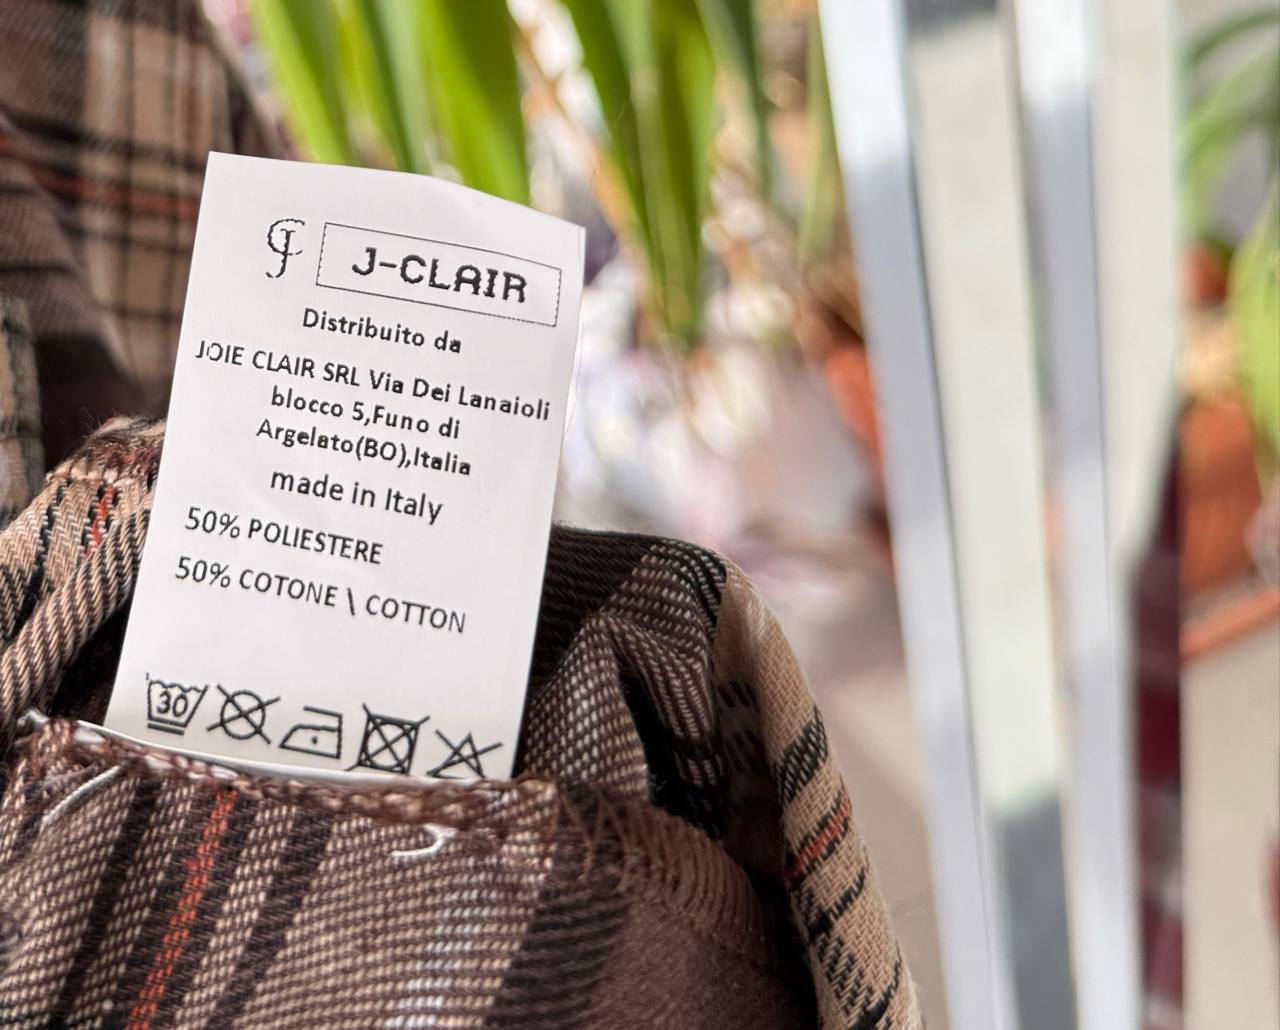 J-CLAIR
Distribuito da
JOIE CLAIR SRL Via Dei Lanaioli
blocco 5,Funo di
Argelato(BO),Italia
made in Italy
50% POLIESTERE
50% COTONE \ COTTON
30